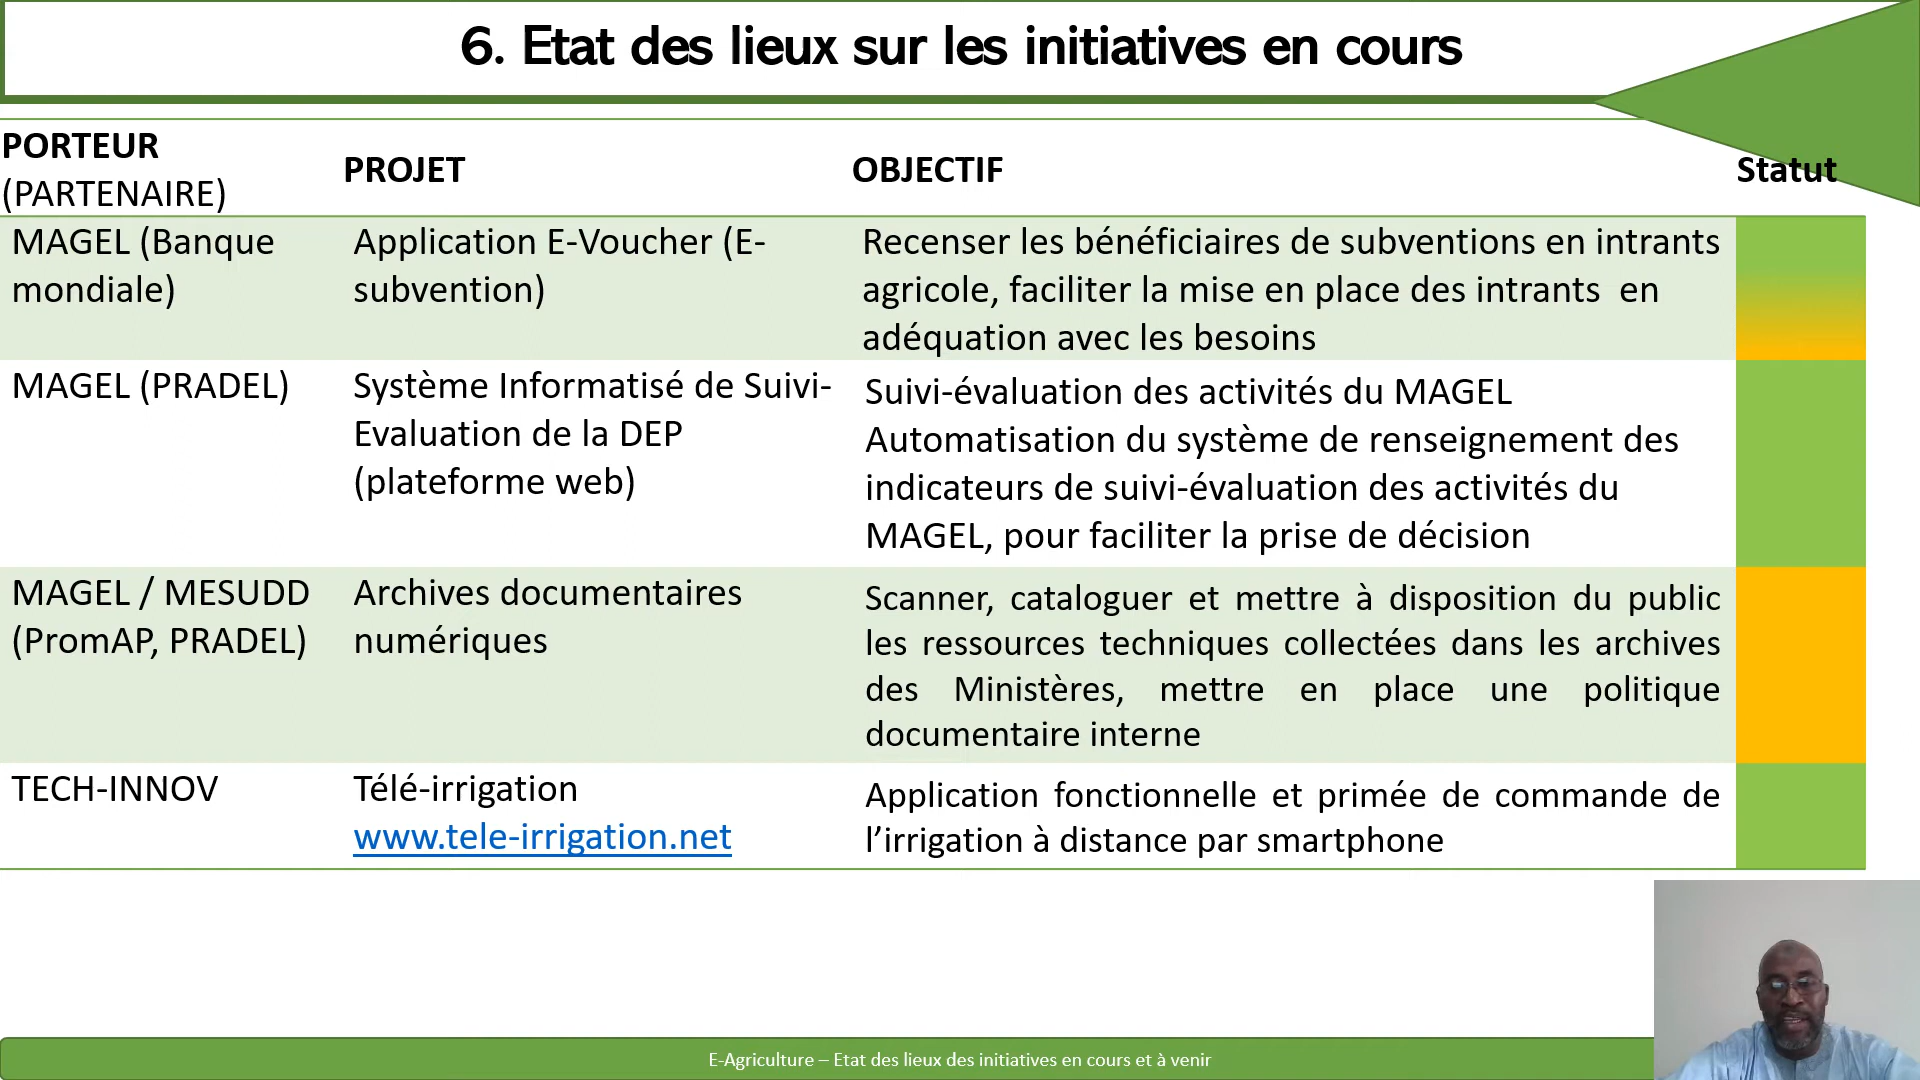 6. Etat des lieux sur les initiatives en cours
PORTEUR
(PARTENAIRE)
PROJET
OBJECTIF
Statut
MAGEL (Banque
mondiale)
Application E-Voucher (E-
subvention)
Recenser les bénéficiaires de subventions en intrants
agricole, faciliter la mise en place des intrants  en
adéquation avec les besoins
MAGEL (PRADEL)
Système Informatisé de Suivi-
Evaluation de la DEP
(plateforme web)
Suivi-évaluation des activités du MAGEL
Automatisation du système de renseignement des
indicateurs de suivi-évaluation des activités du
MAGEL, pour faciliter la prise de décision
MAGEL / MESUDD
(PromAP, PRADEL)
Archives documentaires
numériques
Scanner, cataloguer et mettre à disposition du public
les ressources techniques collectées dans les archives
des Ministères, mettre en place une politique
documentaire interne
TECH-INNOV
Télé-irrigation
www.tele-irrigation.net
Application fonctionnelle et primée de commande de
l’irrigation à distance par smartphone
E-Agriculture – Etat des lieux des initiatives en cours et à venir